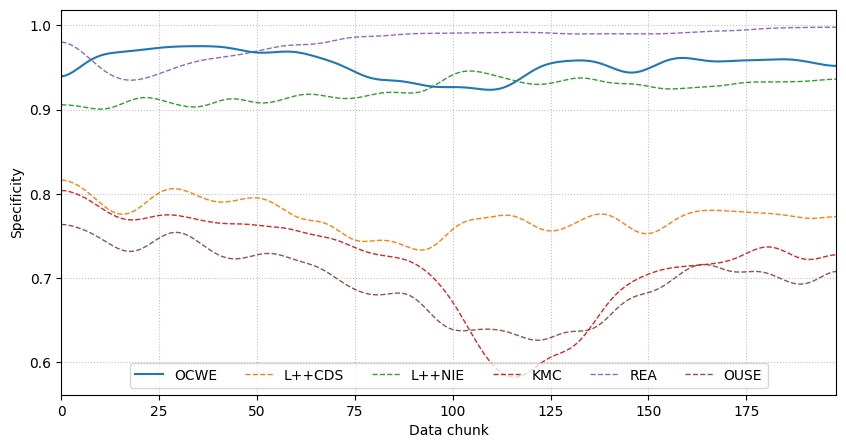 1.0
0.9
0.8
0.7
0.6
Specificity
OCWE L++CDS L++NIE KMC REA OUSE
0 25 50 75 100 125 150 175
Data chunk